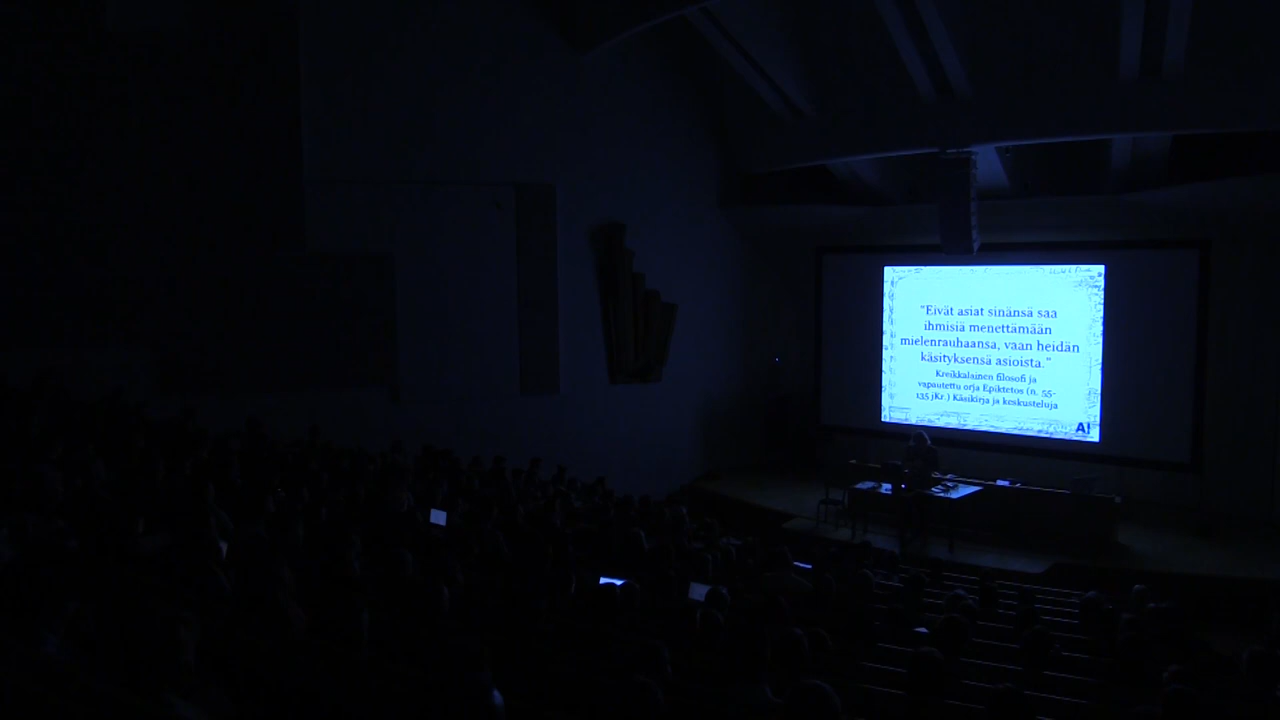 "Eivät asiat sinänsä saa
ihmisiä menettämään
mielenrauhaansa, vaan heidän
käsityksensä asioista."
Kreikkalainen filosofi ja
vapautettu orja Epiktetos (n. 55-
135 jKr.) Käsikirja ja keskusteluja
AI